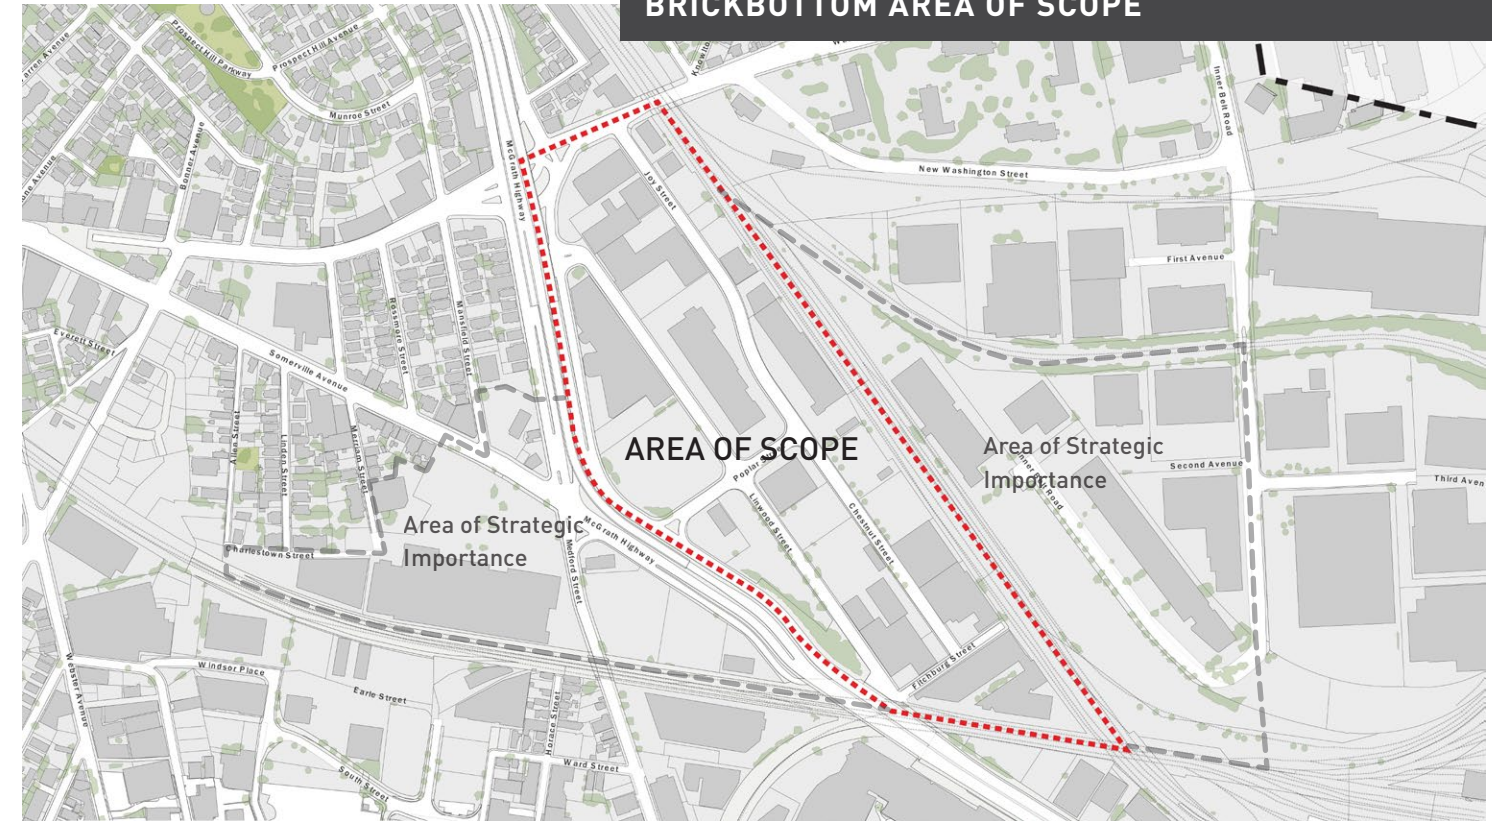 BRICKBOTTOM AREA OF SCOPE
Prospect Hill Parkway
Prospect Hill Avenue
Munroe Street
Bonner Avenue
McGrath Highway
Joy Street
Inner Belt Road
New Washington Street
First Avenue
Everett Street
Somerville Avenue
Rossmore Street
Mansfield Street
Allen Street
Linden Street
Merriam Street
AREA OF SCOPE
Poplar
Area of Strategic
Importance
Road
Second Avenue
Third Aven
Area of Strategic
Importance
McGrath Highway
Medford Street
Linwood Street
Chestnut Street
Charlestown Street
Fitchburg Street
Webster Avenue
Windsor Place
Earle Street
Horace Street
Ward Street
South Street